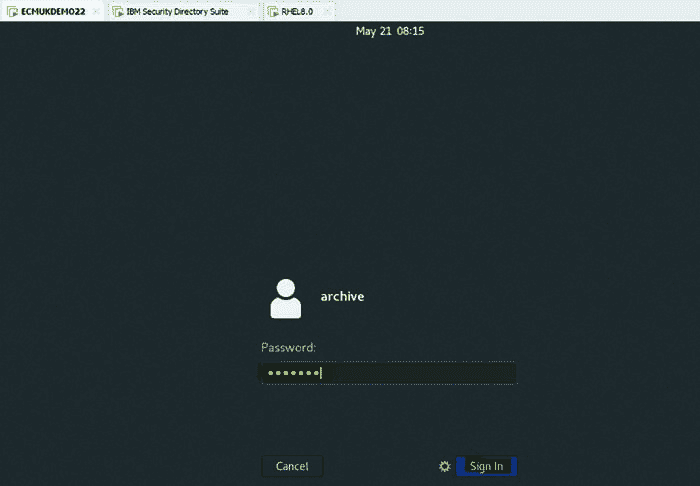 ECMUKDEMO22 IBM Security Directory Suite RHEL8.0
May 21 08:15
archive
Password:
Cancel Sign In